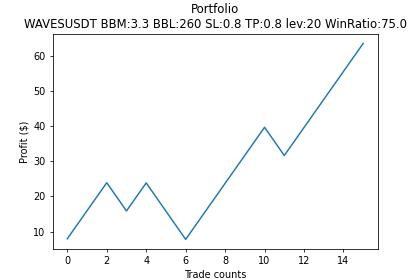 Portfolio
WAVESUSDT BBM:3.3 BBL:260 SL:0.8 TP:0.8 lev:20 WinRatio:75.0
60
50
40
30
20
10
Profit ($)
0 2 4 6 8 10 12 14
Trade counts